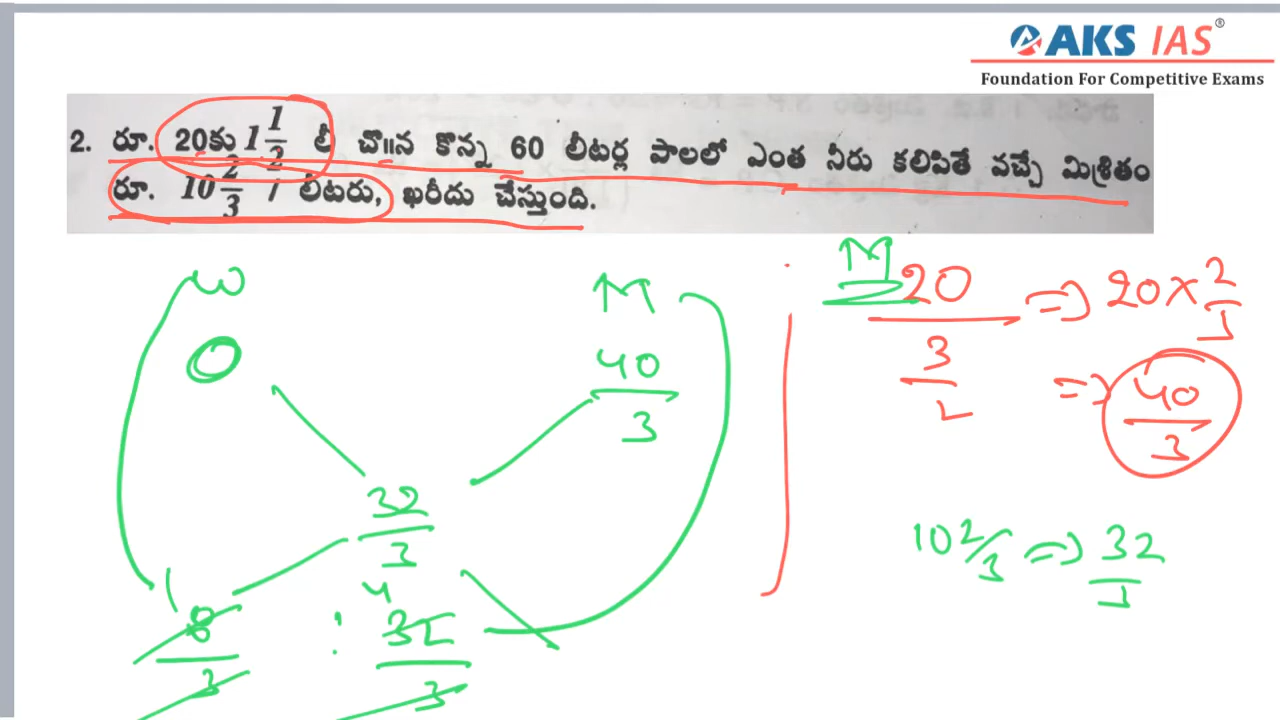 AKS IAS®
Foundation For Competitive Exams
2. రూ. 20కు 1 1/2 లీ చొ॥న కొన్న 60 లీటర్ల పాలలో ఎంత నీరు కలిపితే వచ్చే మిశ్రితం
రూ. 10 2/3 / లీటరు, ఖరీదు చేస్తుంది.
W
M
0
40/3
32/3
1
4
8/3 : 32/3
M
20/(3/2) => 20 x 2/3
=> 40/3
10 2/3 => 32/3